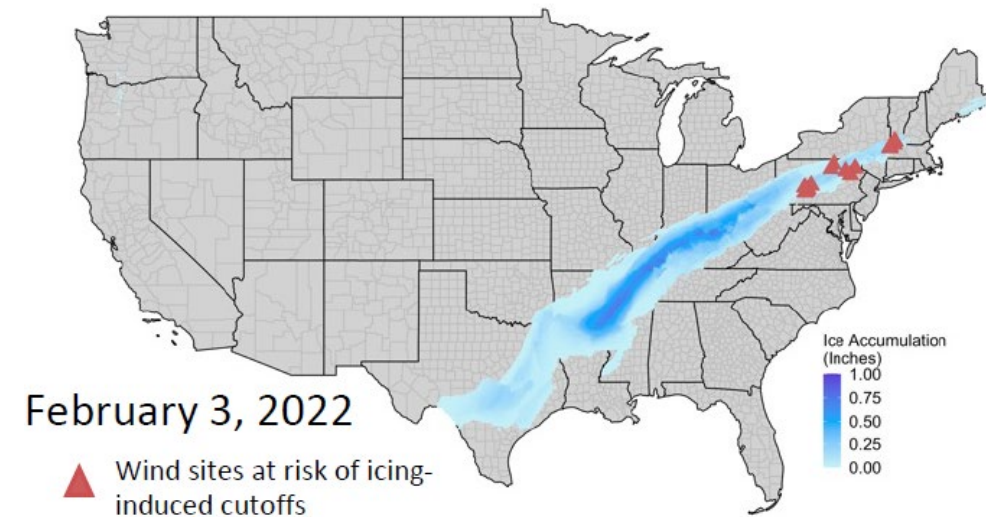 February 3, 2022
Wind sites at risk of icing-
induced cutoffs
Ice Accumulation
(Inches)
1.00
0.75
0.50
0.25
0.00